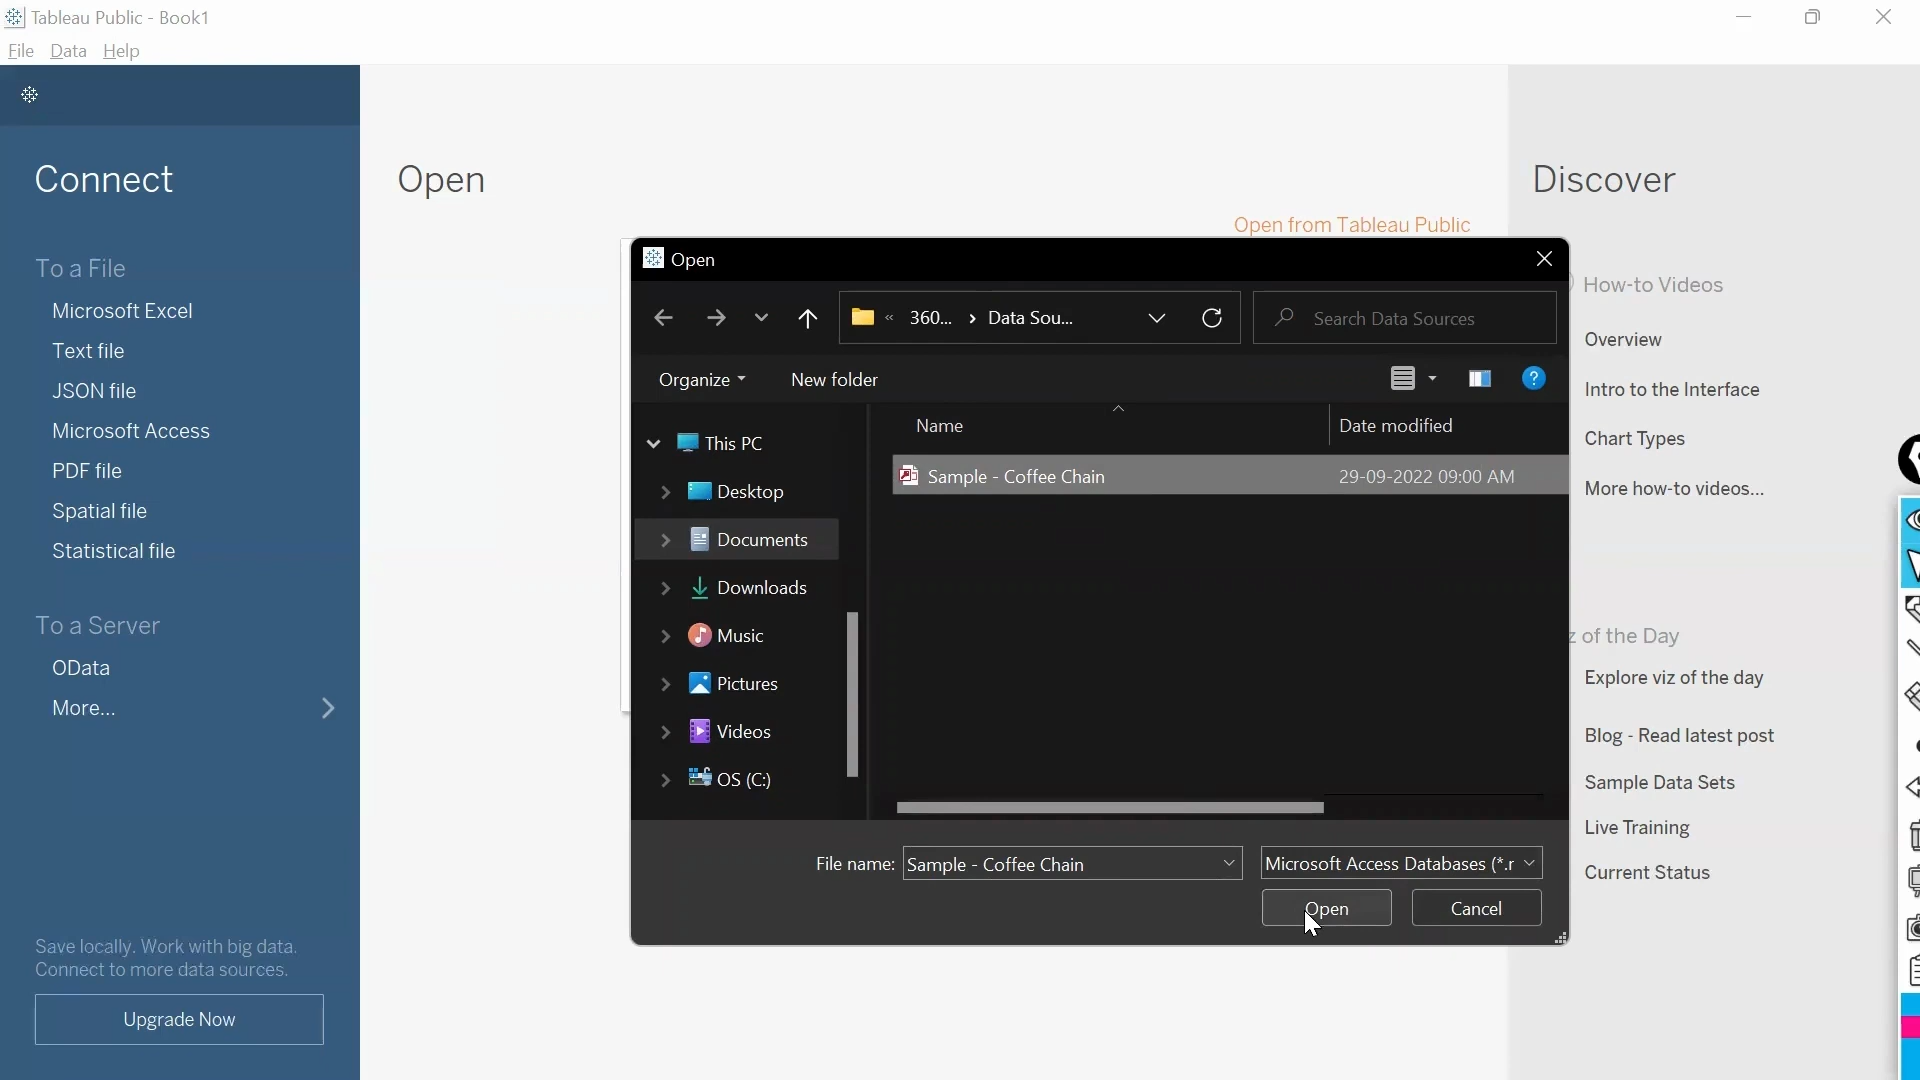 Tableau Public - Book1
File Data Help
Connect
To a File
Microsoft Excel
Text file
JSON file
Microsoft Access
PDF file
Spatial file
Statistical file
To a Server
OData
More...
Save locally. Work with big data.
Connect to more data sources.
Upgrade Now
Open
Open from Tableau Public
Open
« 360... › Data Sou...
Search Data Sources
Organize
New folder
?
This PC
Desktop
Documents
Downloads
Music
Pictures
Videos
OS (C:)
Name Date modified
Sample - Coffee Chain 29-09-2022 09:00 AM
File name: Sample - Coffee Chain
Microsoft Access Databases (*.r
Open
Cancel
Discover
How-to Videos
Overview
Intro to the Interface
Chart Types
More how-to videos...
z of the Day
Explore viz of the day
Blog - Read latest post
Sample Data Sets
Live Training
Current Status